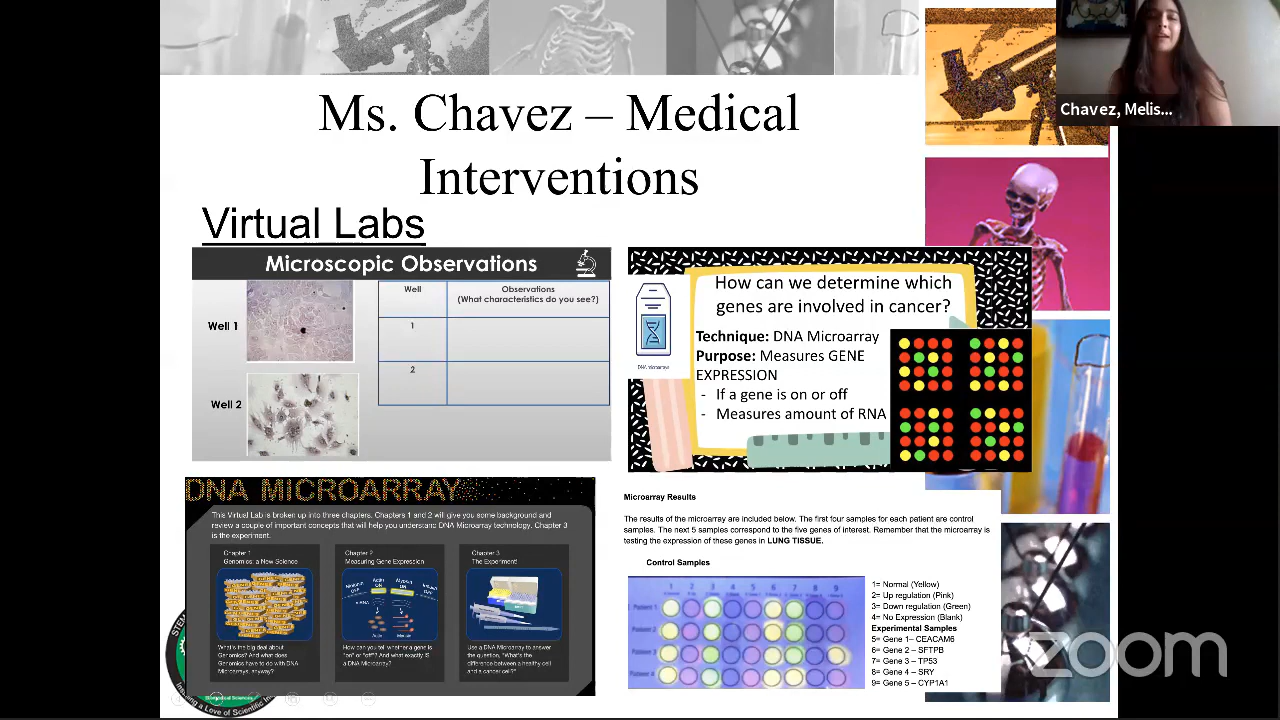 Ms. Chavez – Medical
Interventions
Chavez, Melis...
Virtual Labs
Microscopic Observations
Well 1
Well 2
Well
Observations
(What characteristics do you see?)
1
2
How can we determine which
genes are involved in cancer?
Technique: DNA Microarray
Purpose: Measures GENE
EXPRESSION
- If a gene is on or off
- Measures amount of RNA
DNA microarray
DNA MICROARRAY
This Virtual Lab is broken up into three chapters. Chapters 1 and 2 will give you some background and
review a couple of important concepts that will help you understand DNA Microarray technology. Chapter 3
is the experiment.
Chapter 1
Genomics: a New Science
What's the big deal about
Genomics? And what does
Genomics have to do with DNA
Microarrays, anyway?
Chapter 2
Measuring Gene Expression
Actin
ON
Myosin
ON
mRNA
Actin
How can you tell whether a gene
is "on" or "off"? And what exactly IS
a DNA Microarray?
Chapter 3
The Experiment!
Use a DNA Microarray to answer
the question, "What's the
difference between a healthy cell
and a cancer cell?"
Microarray Results
The results of the microarray are included below. The first four samples for each patient are control
samples. The next 5 samples correspond to the five genes of interest. Remember that the microarray is
testing the expression of these genes in LUNG TISSUE.
Control Samples
1 2 3 4 5 6 7 8 9
Patient 1
Patient 2
Patient 3
Patient 4
1= Normal (Yellow)
2= Up regulation (Pink)
3= Down regulation (Green)
4= No Expression (Blank)
Experimental Samples
5= Gene 1– CEACAM6
6= Gene 2 – SFTPB
7= Gene 3 – TP53
8= Gene 4 – SRY
9= Gene 5 – CYP1A1
zoom